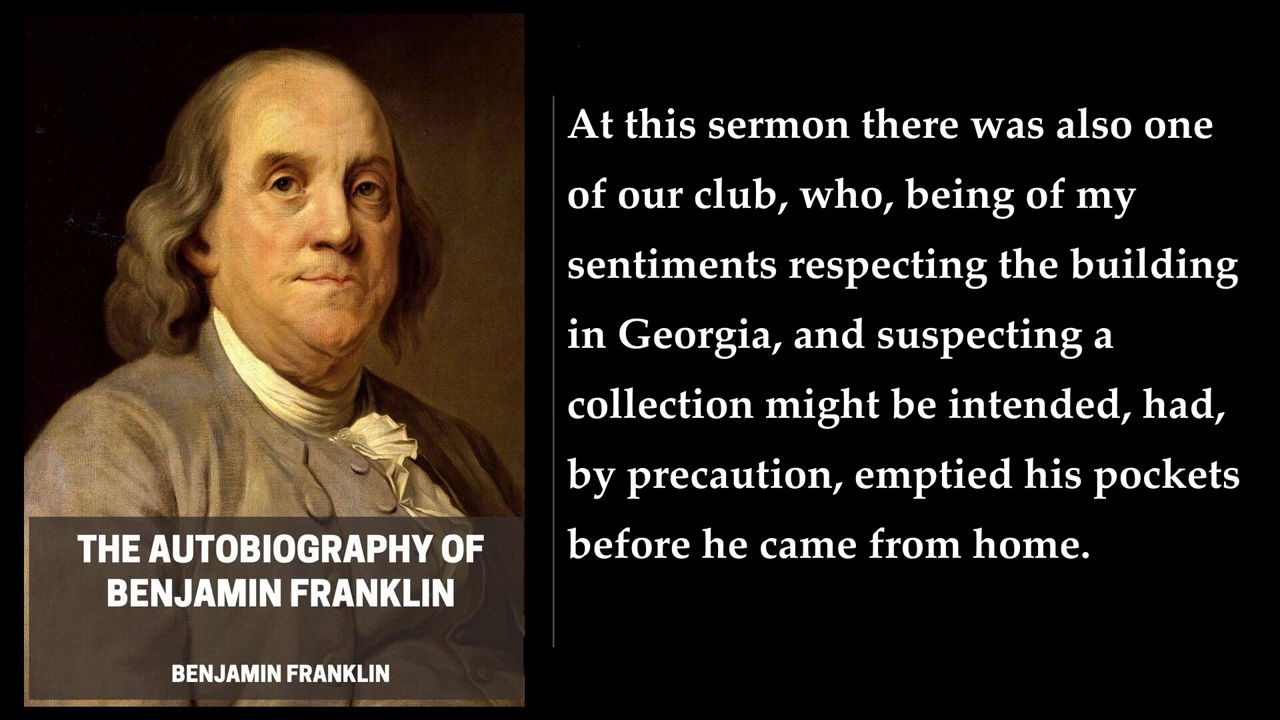 THE AUTOBIOGRAPHY OF
BENJAMIN FRANKLIN
BENJAMIN FRANKLIN
At this sermon there was also one
of our club, who, being of my
sentiments respecting the building
in Georgia, and suspecting a
collection might be intended, had,
by precaution, emptied his pockets
before he came from home.